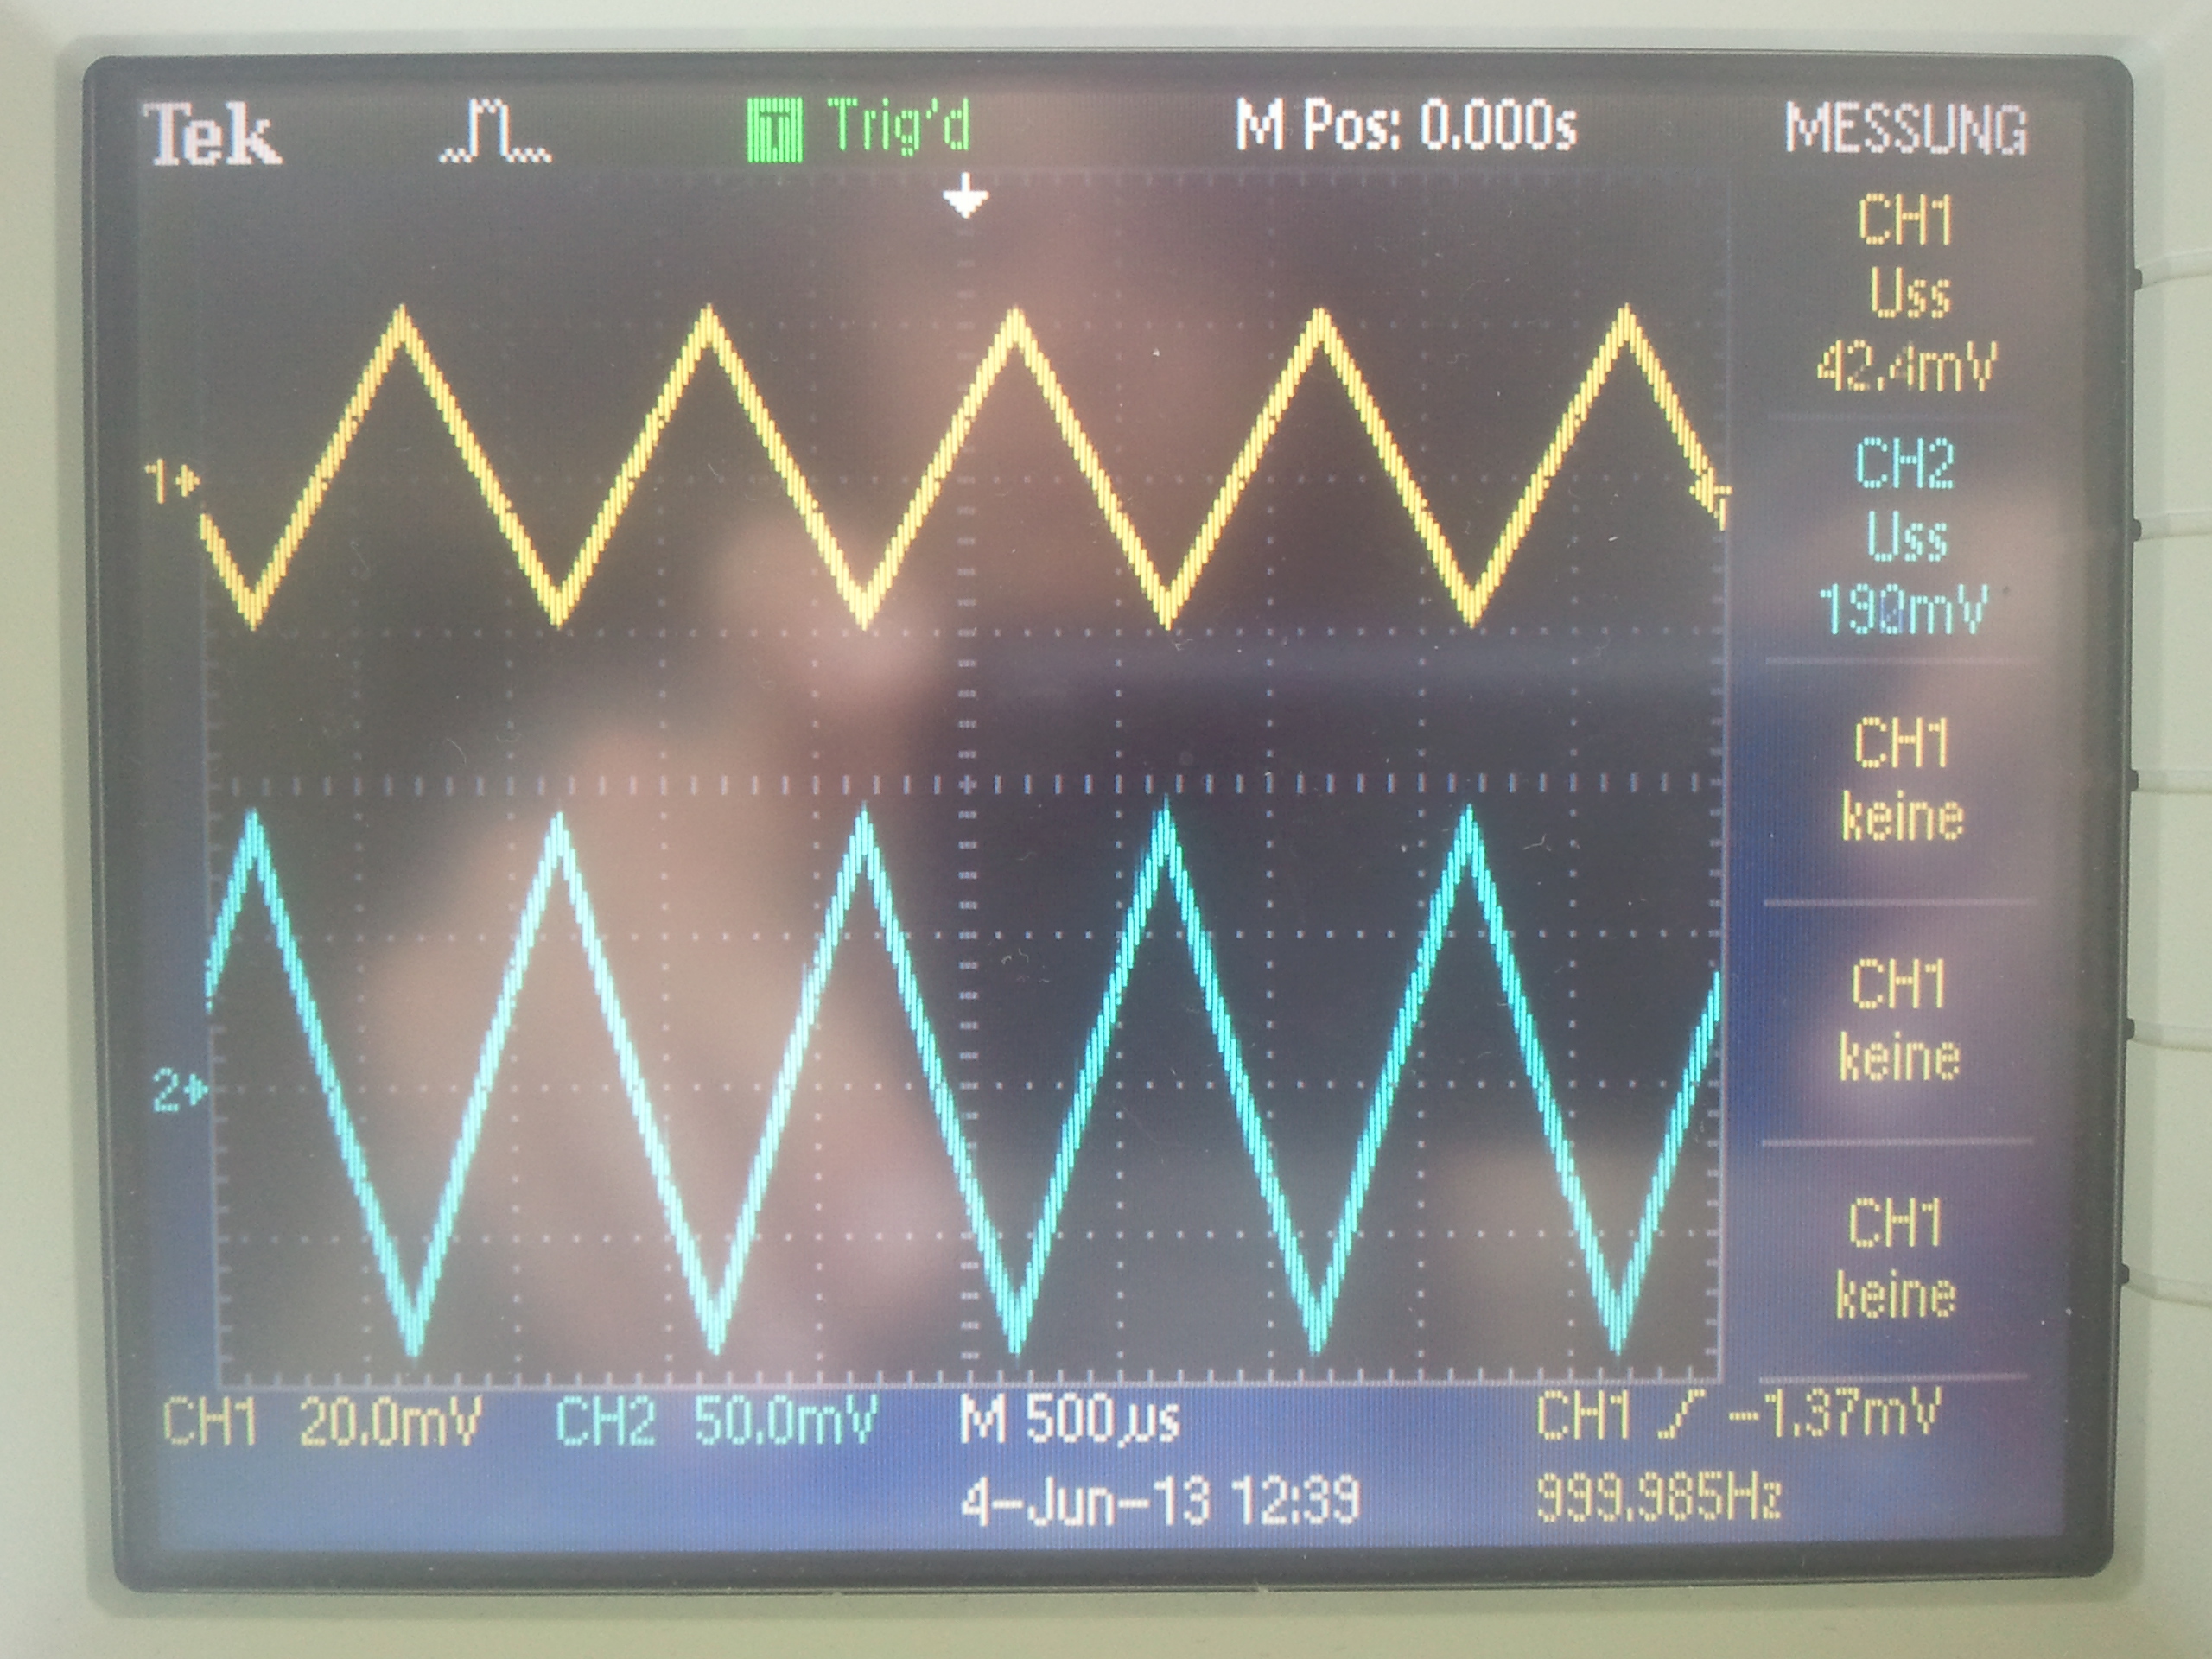 Tek T Trig'd M Pos: 0.000s MESSUNG
CH1
Uss
42.4mV
CH2
Uss
CH1
keine
CH1
keine
CH1
keine
1
2
CH1 20.0mV CH2 50.0mV M 500µs CH1 -1.37mV
4-Jun-13 12:39 999.985Hz